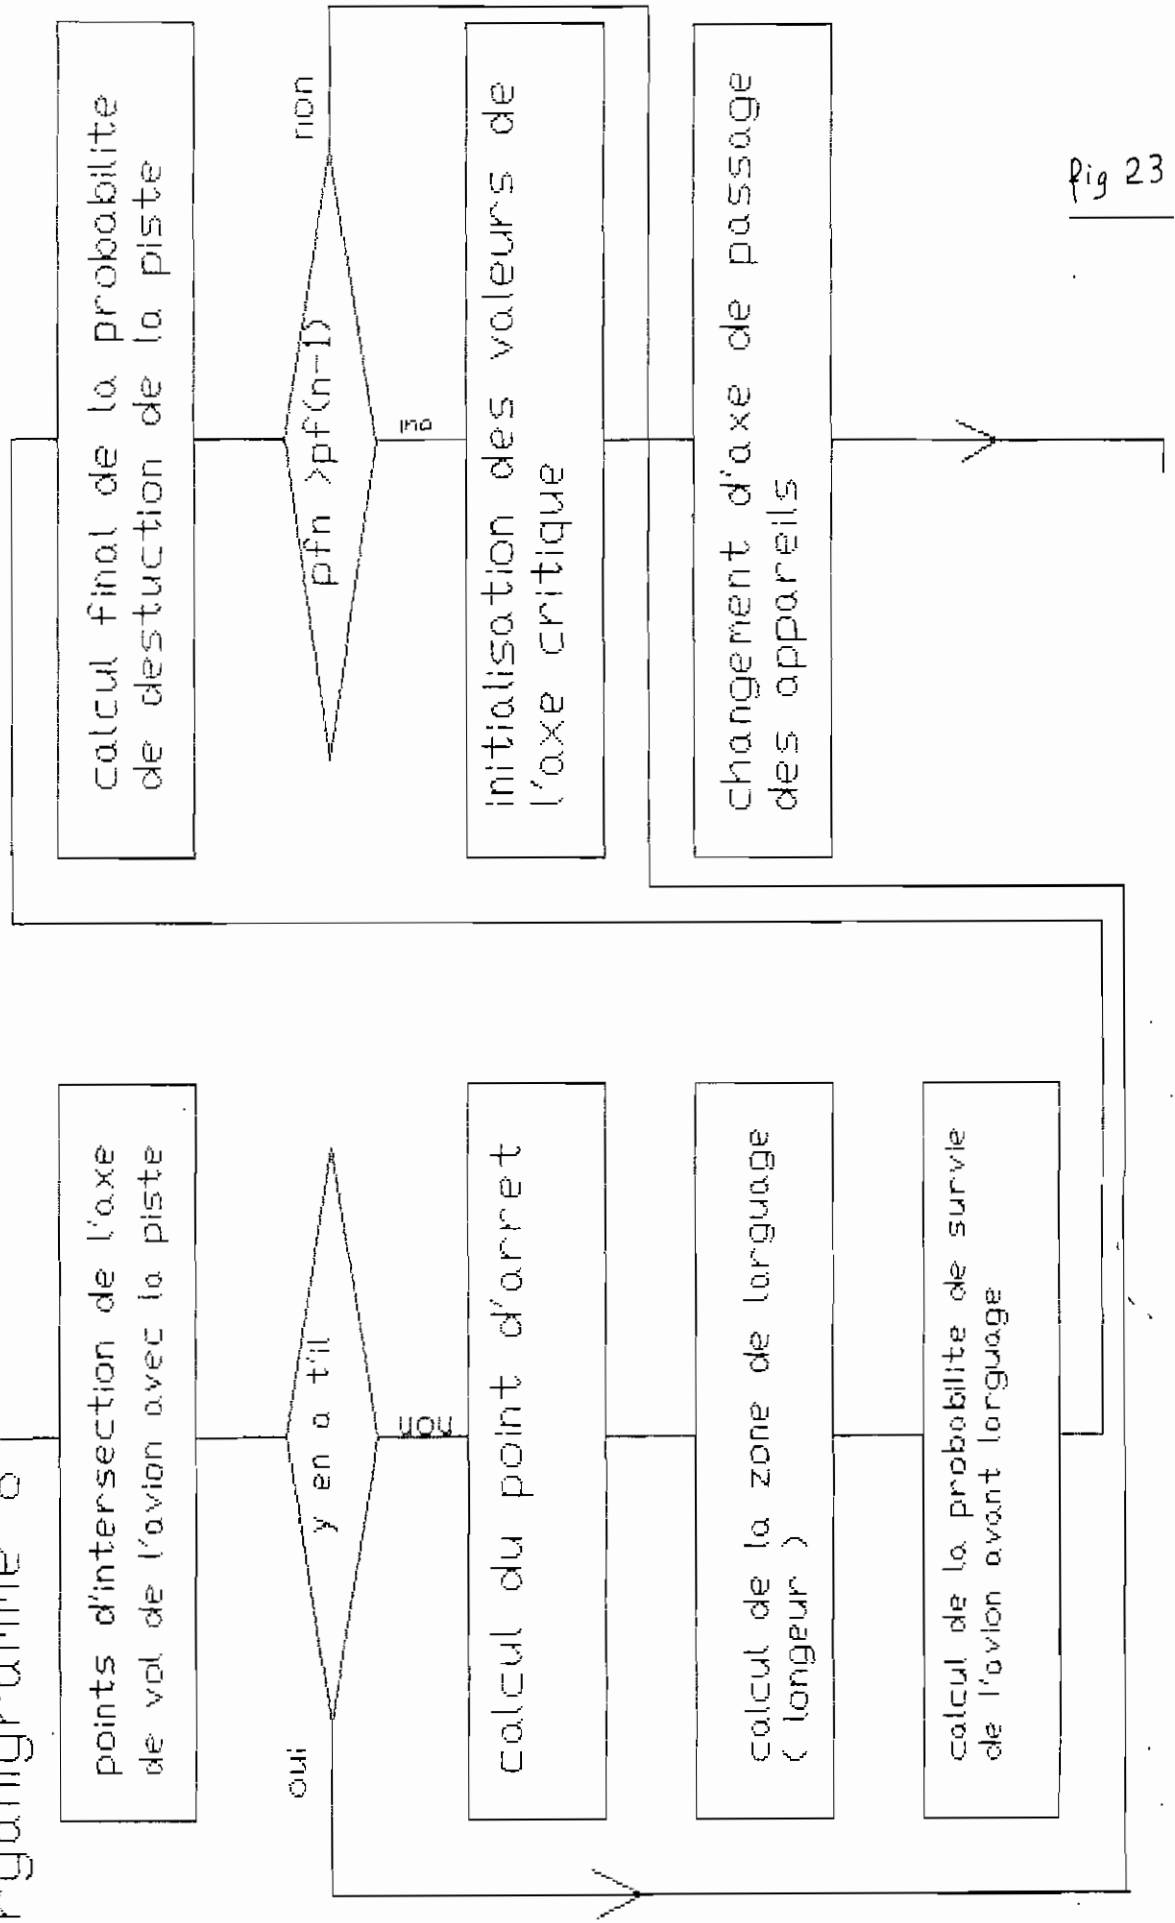 points d'intersection de l'axe
de vol de l'avion avec la piste
y en a t'il
oui
non
calcul du point d'arret
calcul de la zone de larguage
( longeur )
calcul de la probabilite de survie
de l'avion avant larguage
calcul final de la probabilite
de destuction de la piste
pfn >pf(n-1)
non
oui
initialisation des valeurs de
l'axe critique
changement d'axe de passage
des appareils
fig 23